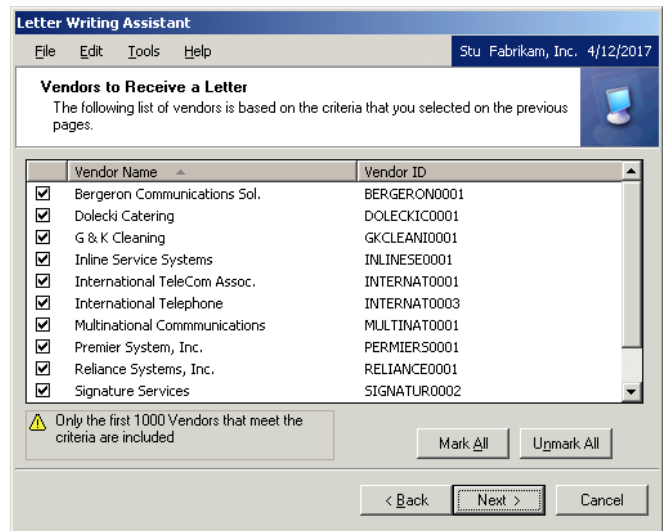 Letter Writing Assistant
File Edit Tools Help Stu Fabrikam, Inc. 4/12/2017
Vendors to Receive a Letter
The following list of vendors is based on the criteria that you selected on the previous
pages.
Vendor Name Vendor ID
Bergeron Communications Sol. BERGERON0001
Dolecki Catering DOLECKIC0001
G & K Cleaning GKCLEANI0001
Inline Service Systems INLINESE0001
International TeleCom Assoc. INTERNAT0001
International Telephone INTERNAT0003
Multinational Commmunications MULTINAT0001
Premier System, Inc. PERMIERS0001
Reliance Systems, Inc. RELIANCE0001
Signature Services SIGNATUR0002
Only the first 1000 Vendors that meet the
criteria are included
Mark All Unmark All
< Back Next > Cancel